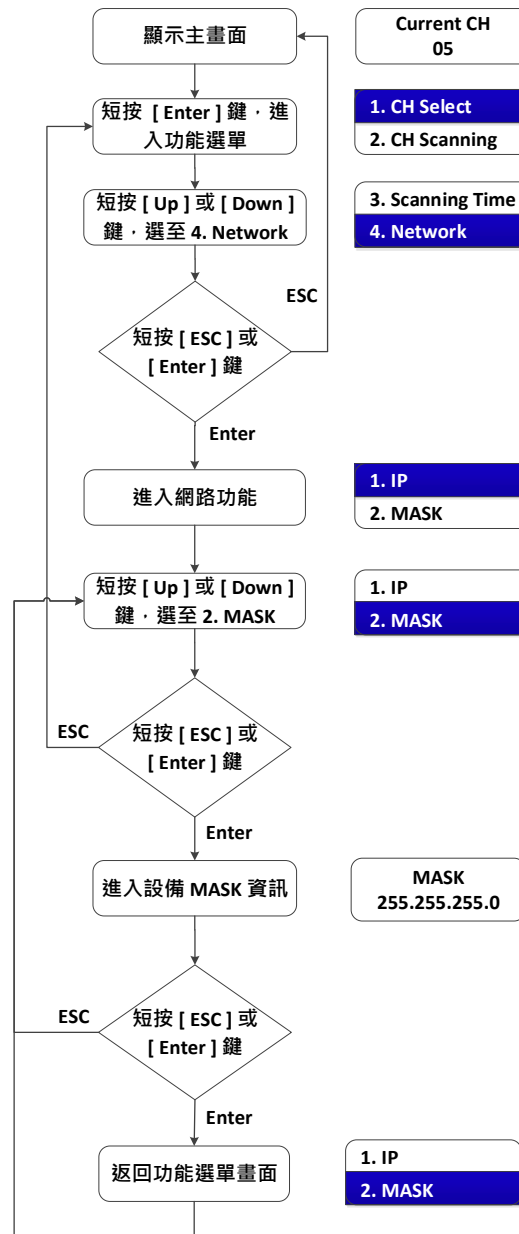 顯示主畫面
Current CH
05
短按 [ Enter ] 鍵，進
入功能選單
1. CH Select
2. CH Scanning
短按 [ Up ] 或 [ Down ]
鍵，選至 4. Network
3. Scanning Time
4. Network
ESC
短按 [ ESC ] 或
[ Enter ] 鍵
Enter
進入網路功能
1. IP
2. MASK
短按 [ Up ] 或 [ Down ]
鍵，選至 2. MASK
1. IP
2. MASK
ESC
短按 [ ESC ] 或
[ Enter ] 鍵
Enter
進入設備 MASK 資訊
MASK
255.255.255.0
ESC
短按 [ ESC ] 或
[ Enter ] 鍵
Enter
返回功能選單畫面
1. IP
2. MASK